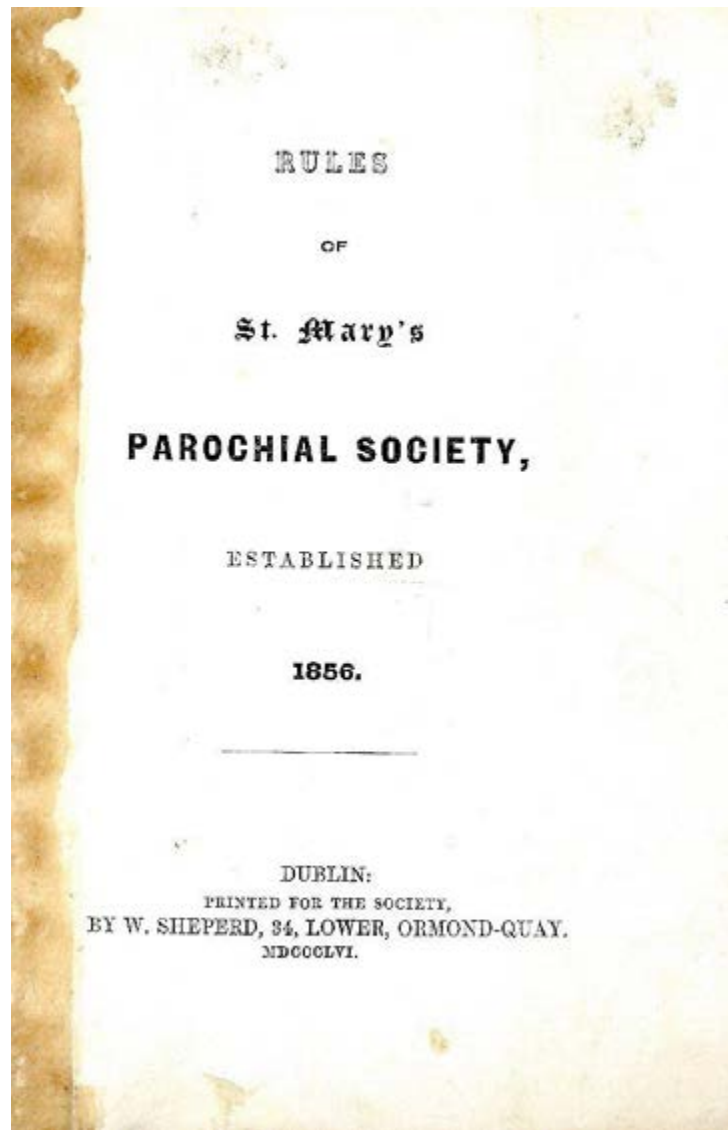 RULES
OF
St. Mary's
PAROCHIAL SOCIETY,
ESTABLISHED
1856.
DUBLIN:
PRINTED FOR THE SOCIETY,
BY W. SHEPERD, 34, LOWER, ORMOND-QUAY.
MDCCCLVI.